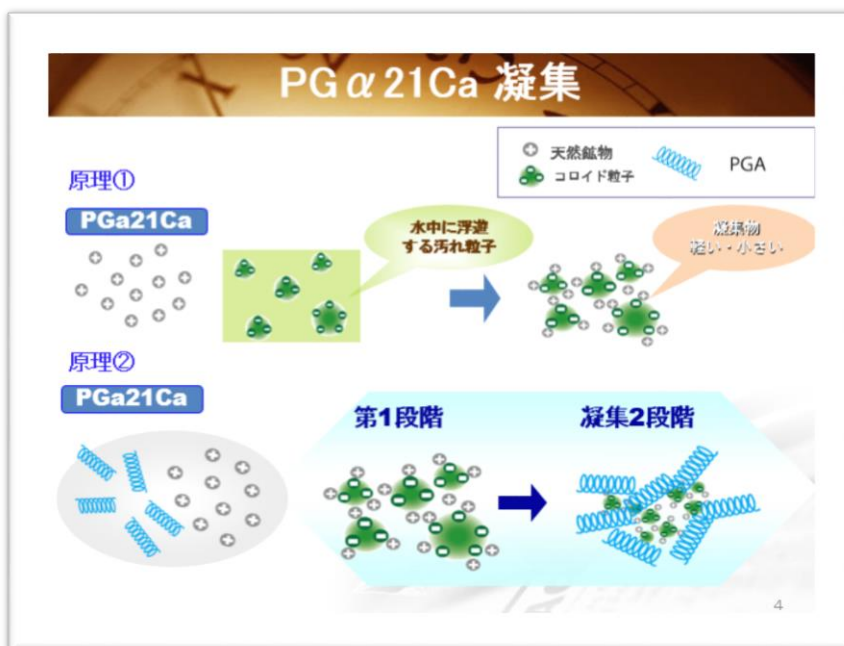 PGα21Ca 凝集
天然鉱物
コロイド粒子
PGA
原理①
PGa21Ca
水中に浮遊
する汚れ粒子
凝集物
軽い・小さい
原理②
PGa21Ca
第1段階
凝集2段階
4